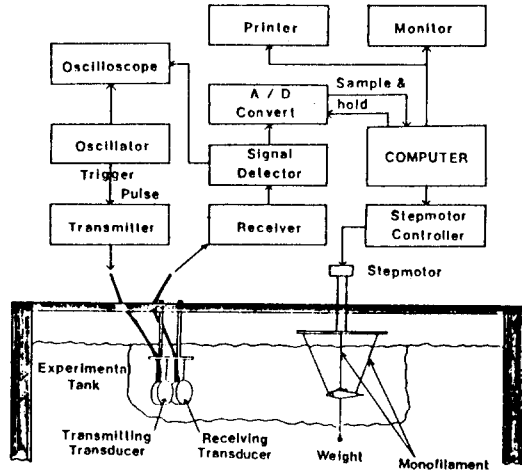 Printer
Monitor
Oscilloscope
A / D
Convert
Sample &
hold
Oscillator
Signal
Detector
COMPUTER
Trigger
Pulse
Transmitter
Receiver
Stepmotor
Controller
Stepmotor
Experimental
Tank
Transmitting
Transducer
Receiving
Transducer
Weight
Monofilament